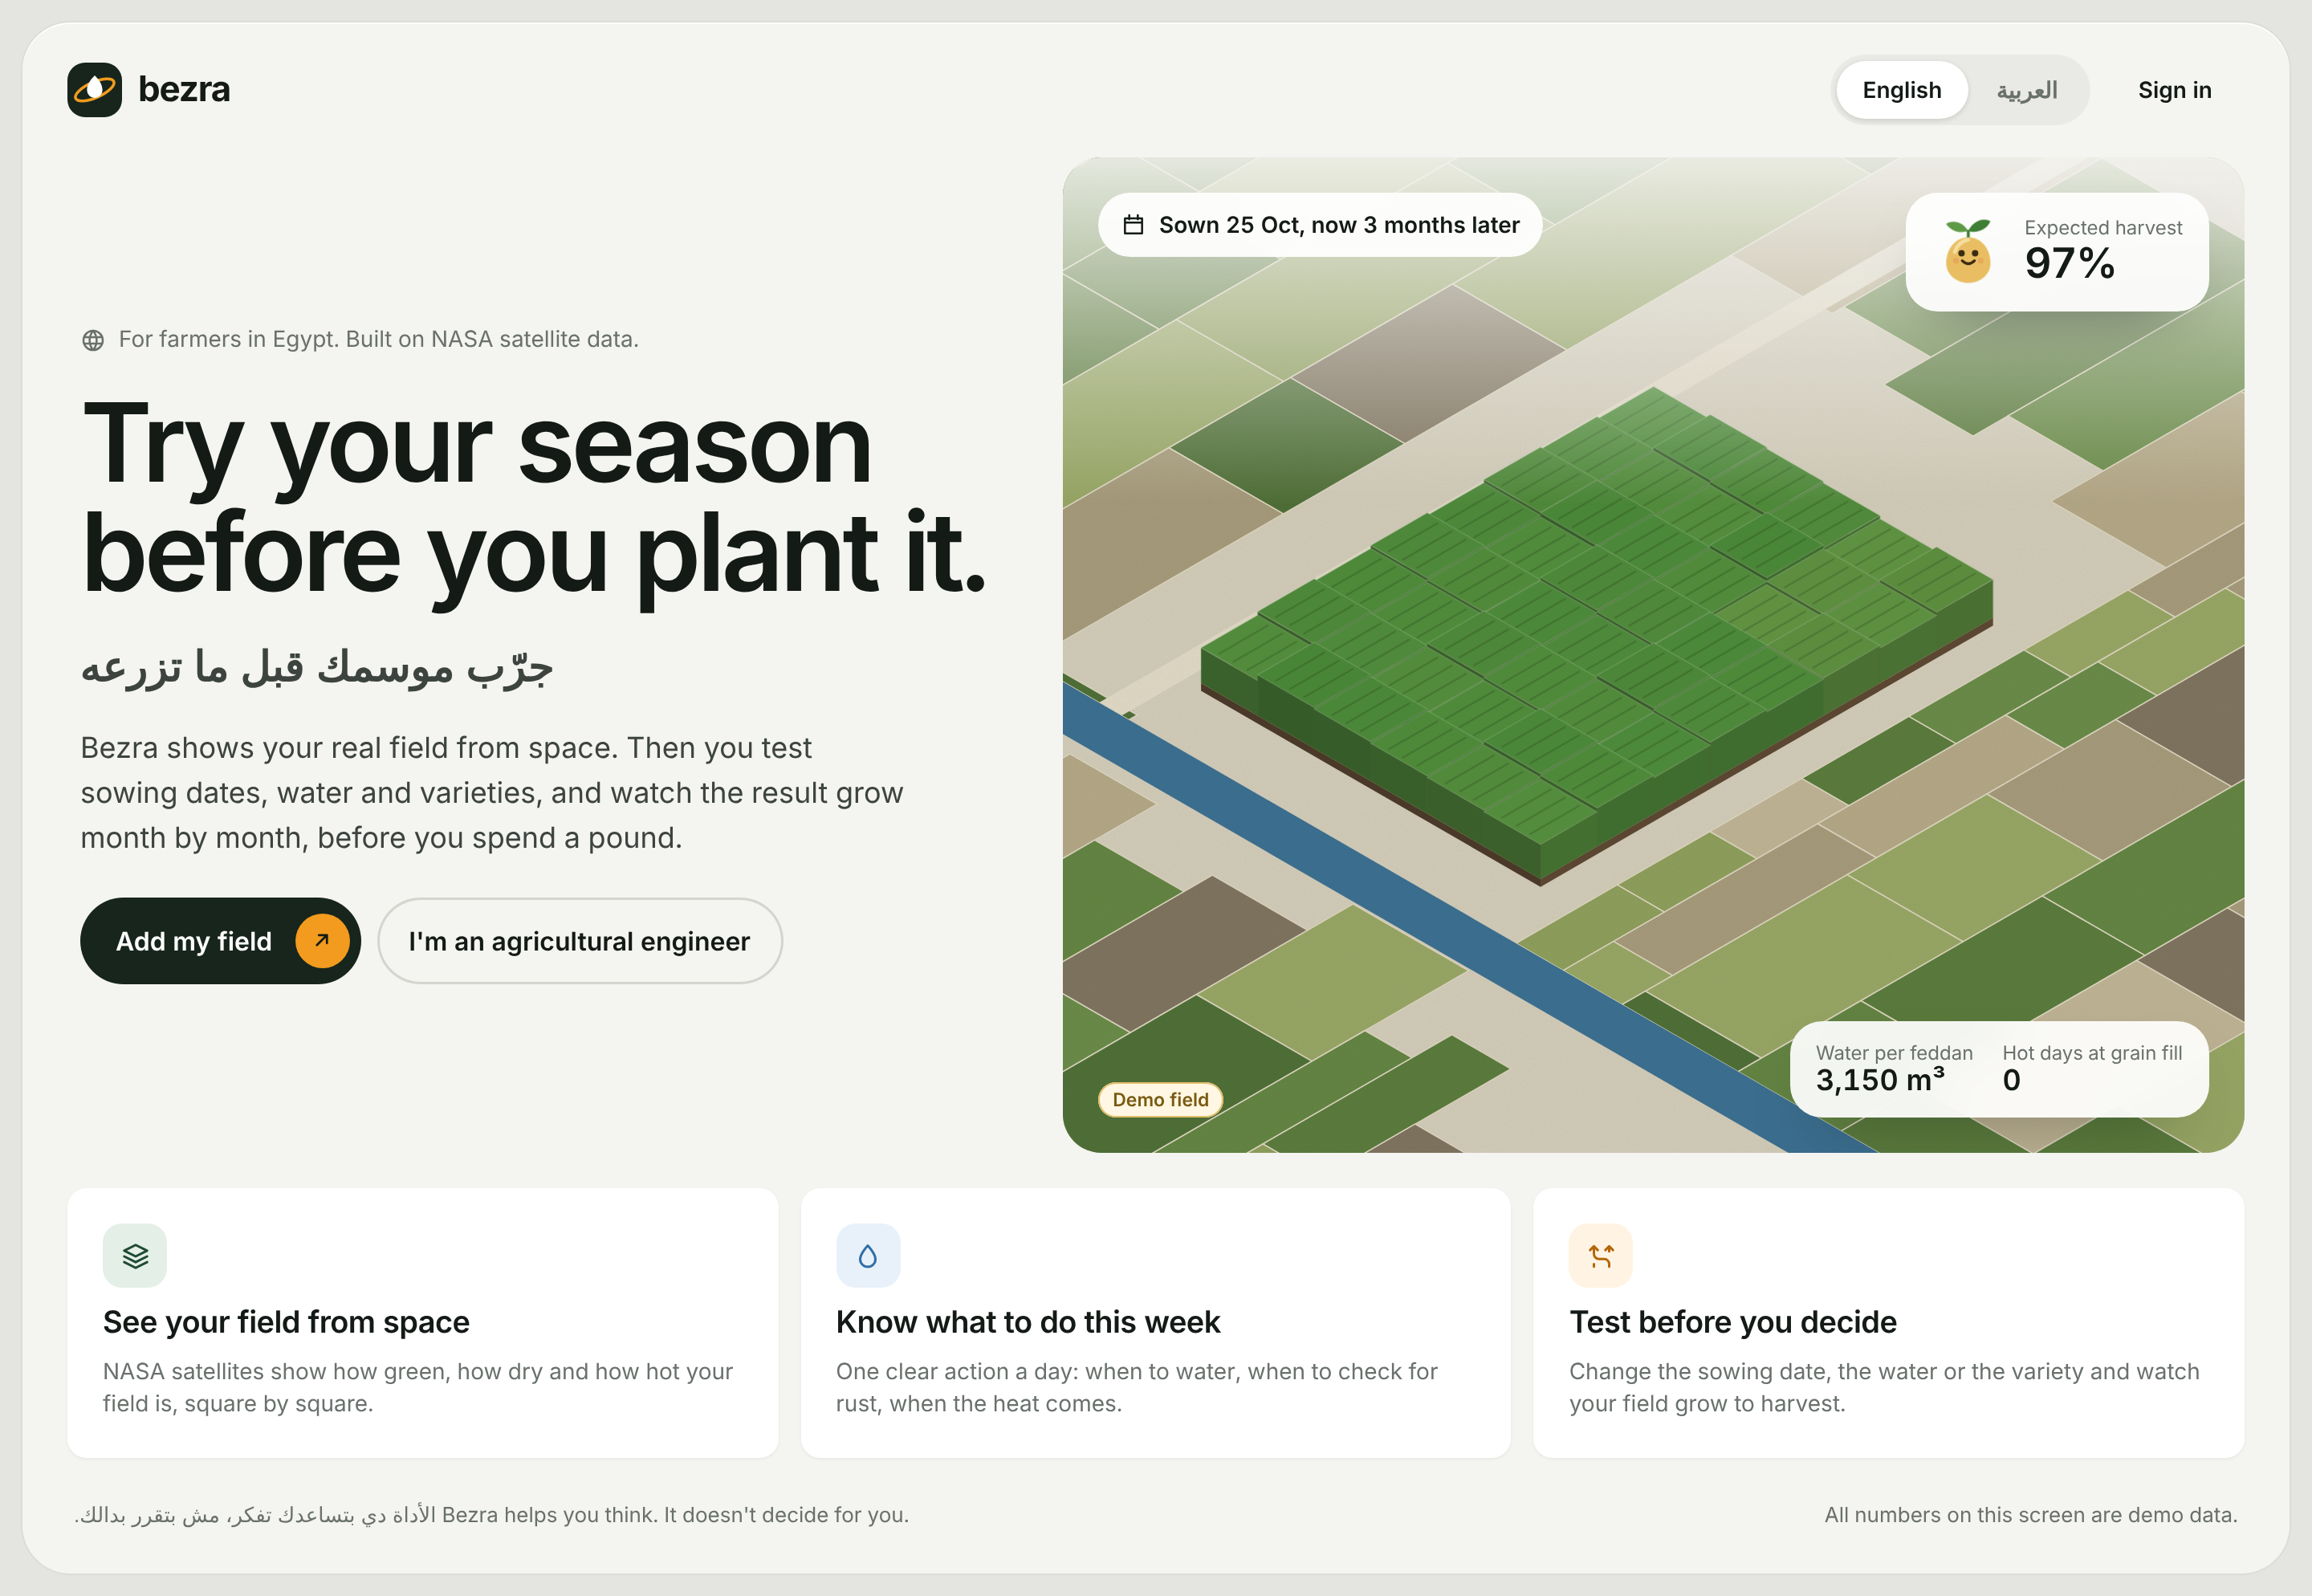 bezra
English
العربية
Sign in
For farmers in Egypt. Built on NASA satellite data.
Try your season
before you plant it.
جرّب موسمك قبل ما تزرعه
Bezra shows your real field from space. Then you test
sowing dates, water and varieties, and watch the result grow
month by month, before you spend a pound.
Add my field
I'm an agricultural engineer
Sown 25 Oct, now 3 months later
Expected harvest
97%
Demo field
Water per feddan
3,150 m³
Hot days at grain fill
0
See your field from space
NASA satellites show how green, how dry and how hot your
field is, square by square.
Know what to do this week
One clear action a day: when to water, when to check for
rust, when the heat comes.
Test before you decide
Change the sowing date, the water or the variety and watch
your field grow to harvest.
الأداة دي بتساعدك تفكر، مش بتقرر بدالك. Bezra helps you think. It doesn't decide for you.
All numbers on this screen are demo data.